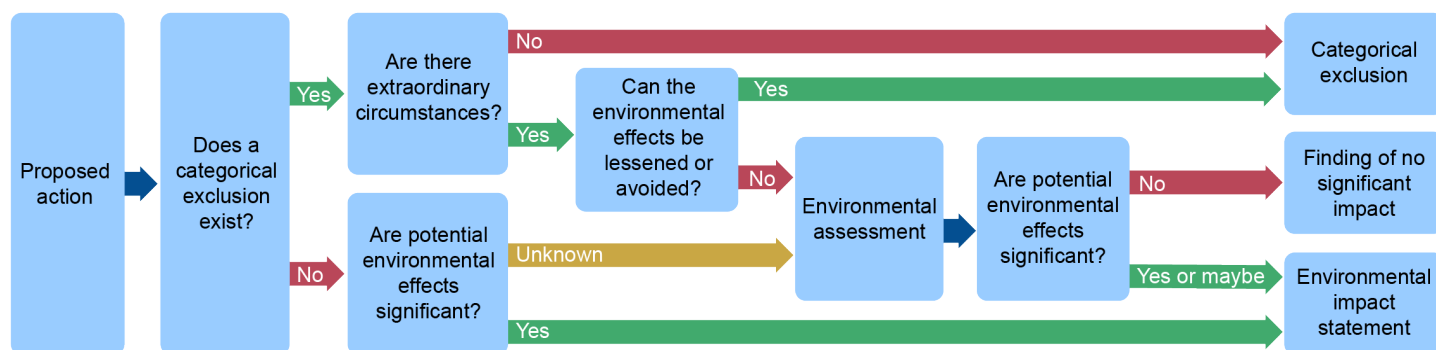 Proposed
action
Does a
categorical
exclusion
exist?
Yes
No
Are there
extraordinary
circumstances?
No
Yes
Are potential
environmental
effects
significant?
Unknown
Yes
Can the
environmental
effects be
lessened or
avoided?
Yes
No
Environmental
assessment
Are potential
environmental
effects
significant?
No
Yes or maybe
Categorical
exclusion
Finding of no
significant
impact
Environmental
impact
statement